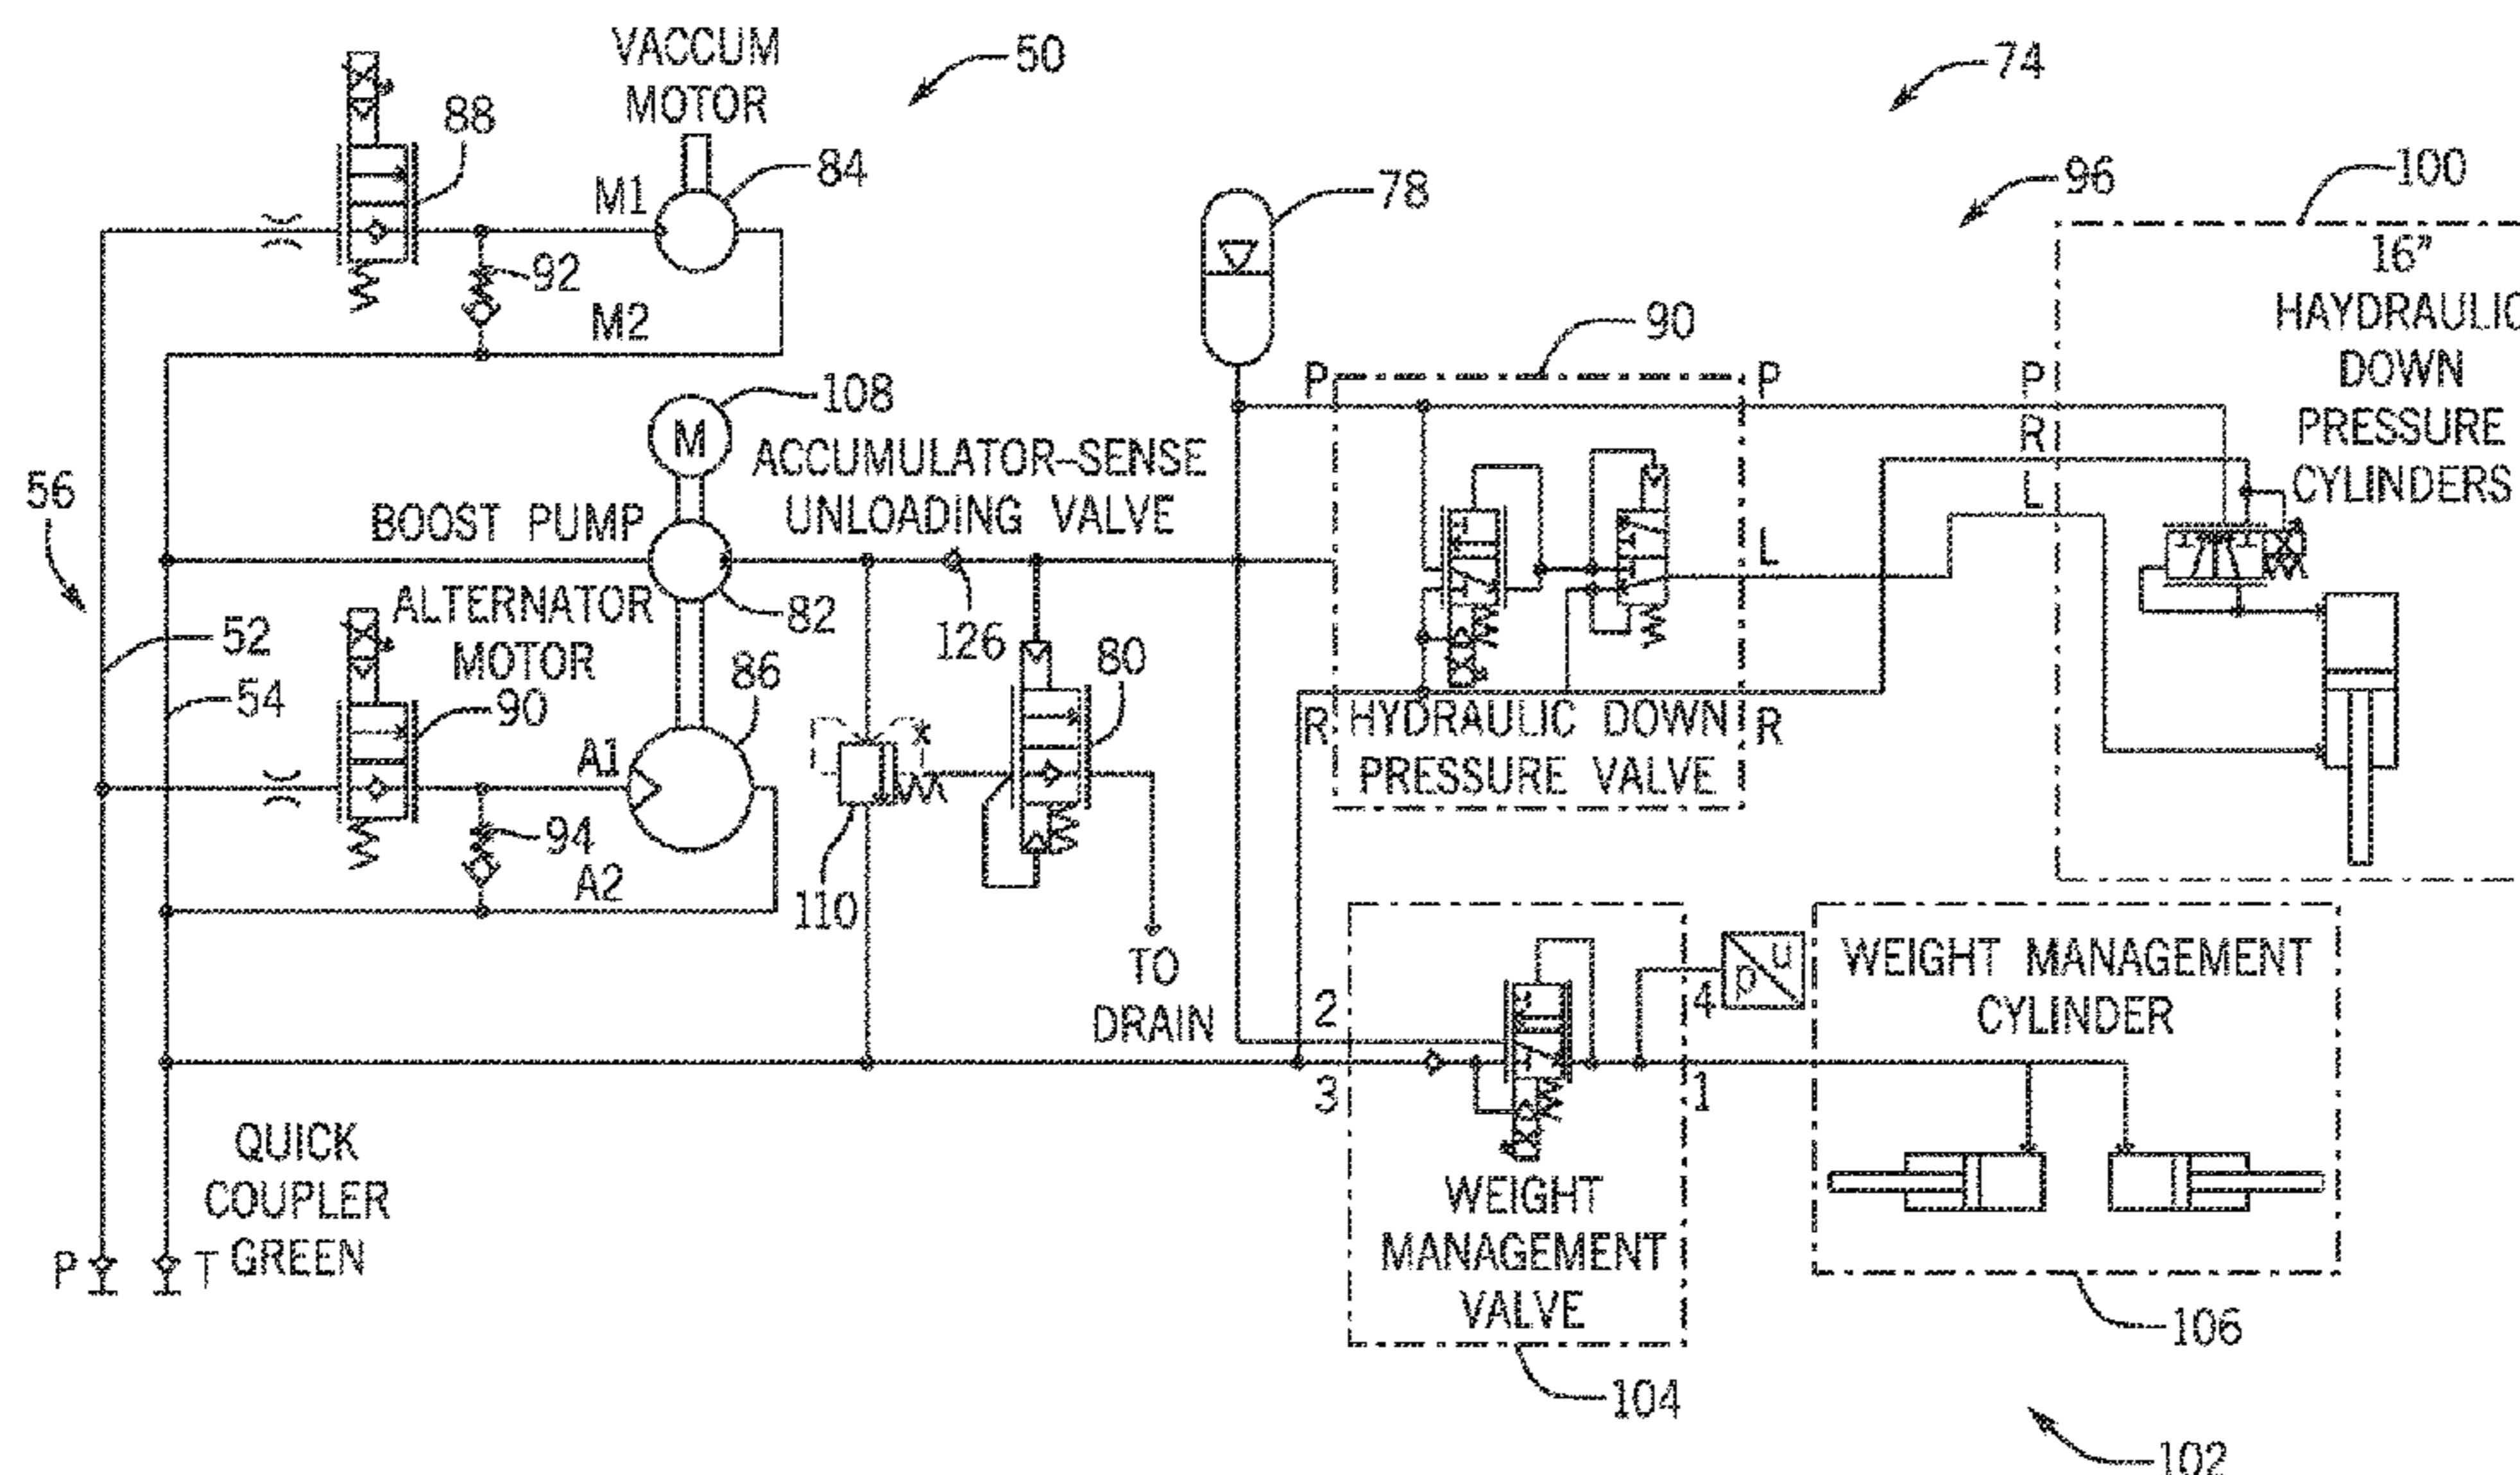 VACCUM
MOTOR
50
74
88
84
M1
78
96
100
16"
HAYDRAULIC
DOWN
PRESSURE
CYLINDERS
92
M2
90
P
P
P
R
L
108
M
ACCUMULATOR-SENSE
UNLOADING VALVE
56
BOOST PUMP
82
L
ALTERNATOR
MOTOR
126
80
52
86
54
90
A1
R
HYDRAULIC DOWN
PRESSURE VALVE
R
x
94
A2
110
TO
DRAIN
2
4
p
u
WEIGHT MANAGEMENT
CYLINDER
3
1
QUICK
COUPLER
GREEN
P
T
WEIGHT
MANAGEMENT
VALVE
106
104
102